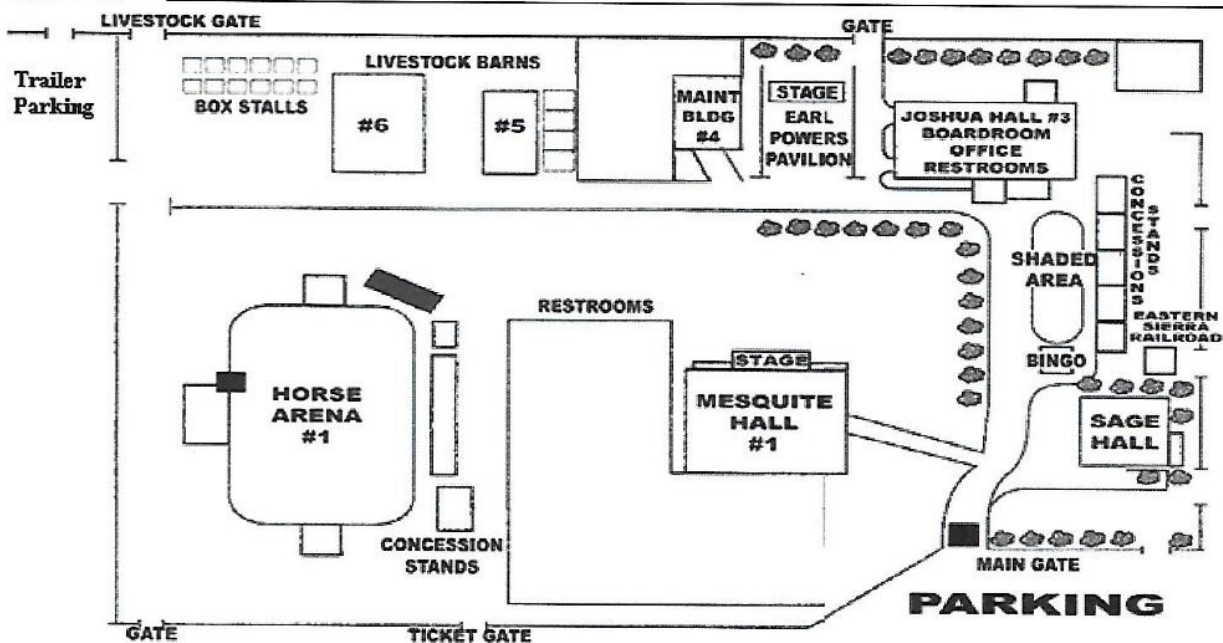 LIVESTOCK GATE
GATE
Trailer
Parking
LIVESTOCK BARNS
BOX STALLS
#6
#5
MAINT
BLDG
#4
STAGE
EARL
POWERS
PAVILION
JOSHUA HALL #3
BOARDROOM
OFFICE
RESTROOMS
CONCESSIONS
STANDS
SHADED
AREA
EASTERN
SIERRA
RAILROAD
BINGO
RESTROOMS
STAGE
MESQUITE
HALL
#1
HORSE
ARENA
#1
SAGE
HALL
CONCESSION
STANDS
MAIN GATE
PARKING
GATE
TICKET GATE